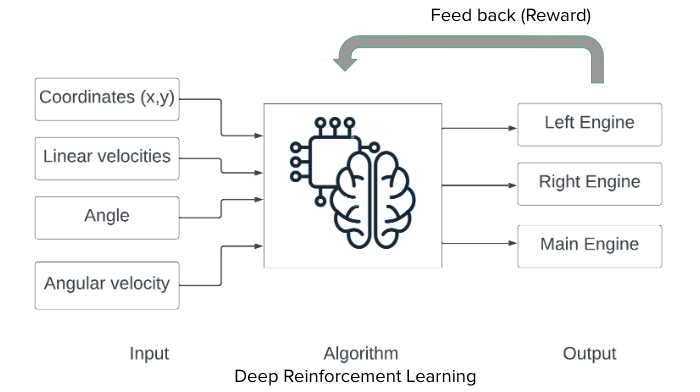 Feed back (Reward)
Coordinates (x,y)
Linear velocities
Angle
Angular velocity
Left Engine
Right Engine
Main Engine
Input
Algorithm
Output
Deep Reinforcement Learning